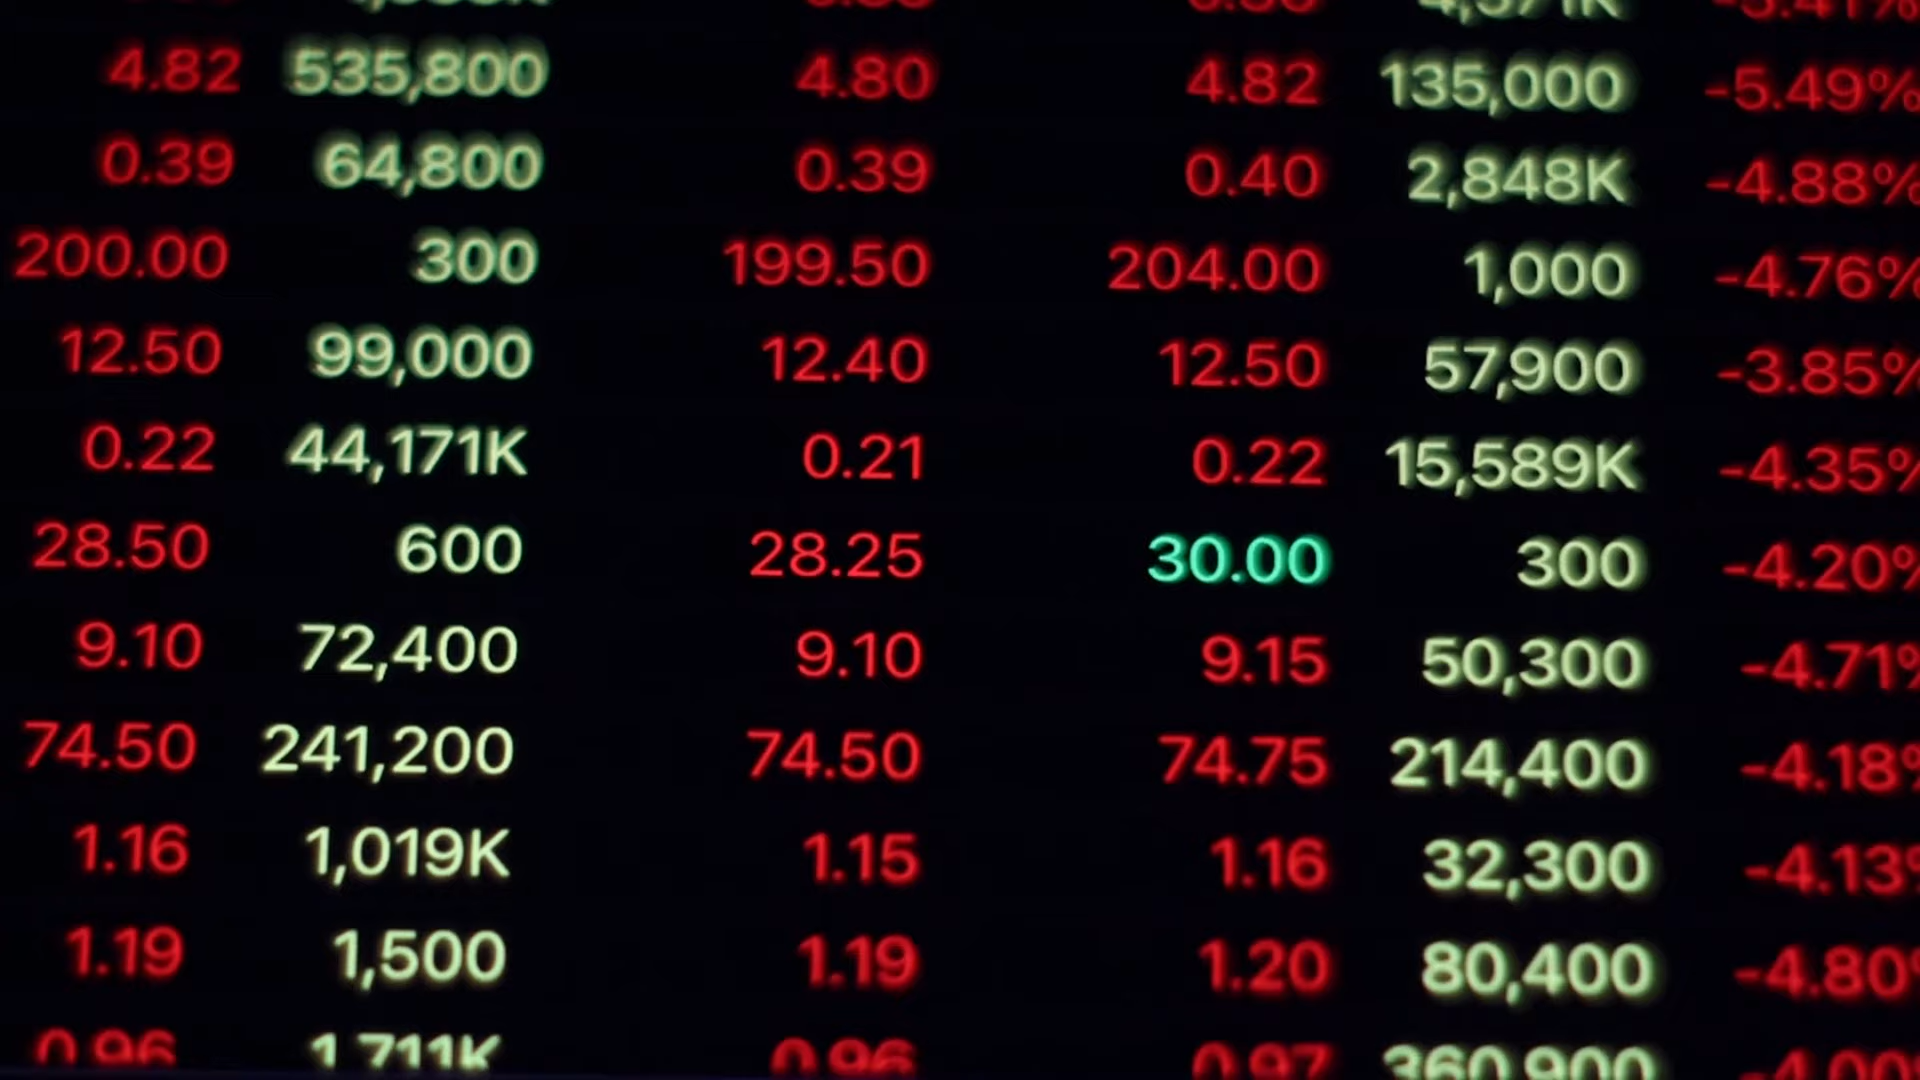 4.82 535,800 4.80 4.82 135,000 -5.49%
0.39 64,800 0.39 0.40 2,848K -4.88%
200.00 300 199.50 204.00 1,000 -4.76%
12.50 99,000 12.40 12.50 57,900 -3.85%
0.22 44,171K 0.21 0.22 15,589K -4.35%
28.50 600 28.25 30.00 300 -4.20%
9.10 72,400 9.10 9.15 50,300 -4.71%
74.50 241,200 74.50 74.75 214,400 -4.18%
1.16 1,019K 1.15 1.16 32,300 -4.13%
1.19 1,500 1.19 1.20 80,400 -4.80%
0.96 1,711K 0.96 0.97 360,900 -4.00%